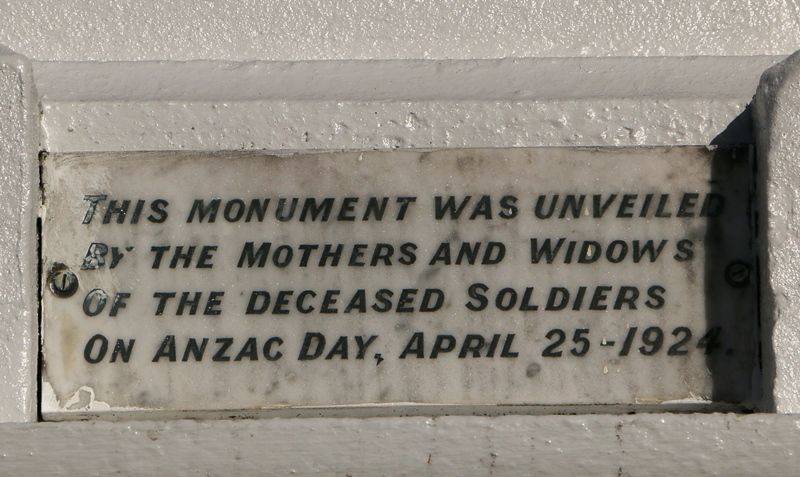 THIS MONUMENT WAS UNVEILED
BY THE MOTHERS AND WIDOWS
OF THE DECEASED SOLDIERS
ON ANZAC DAY, APRIL 25-1924.